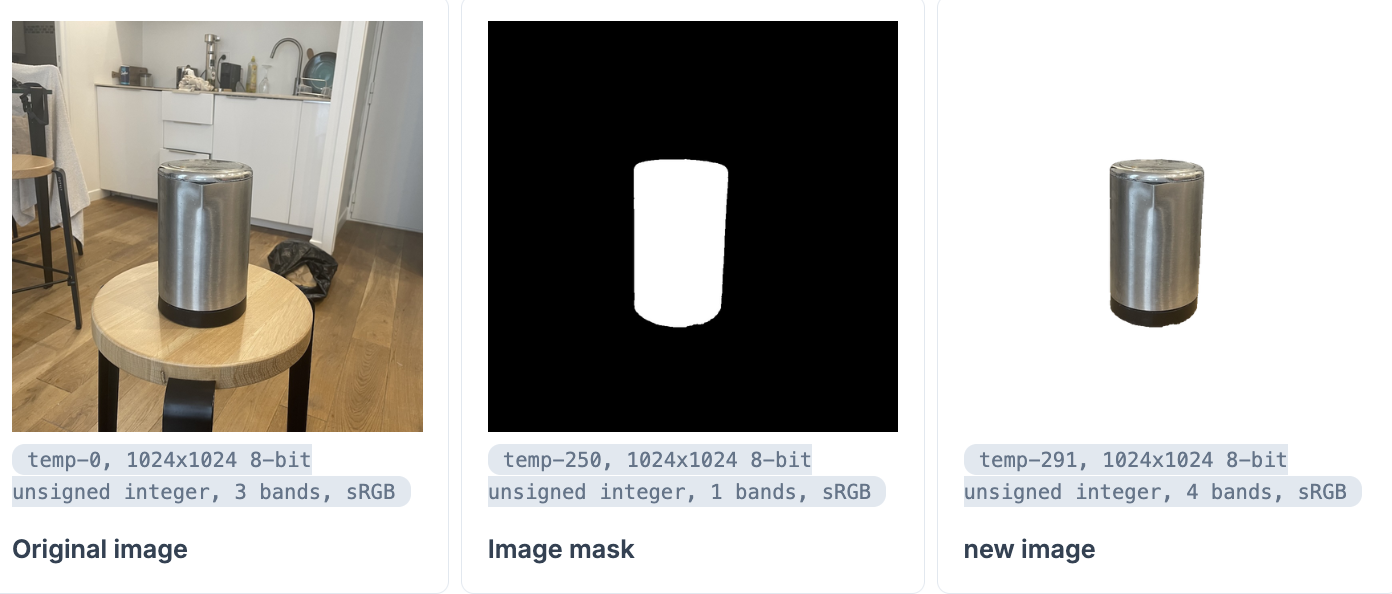 temp-0, 1024x1024 8-bit
unsigned integer, 3 bands, sRGB
Original image
temp-250, 1024x1024 8-bit
unsigned integer, 1 bands, sRGB
Image mask
temp-291, 1024x1024 8-bit
unsigned integer, 4 bands, sRGB
new image